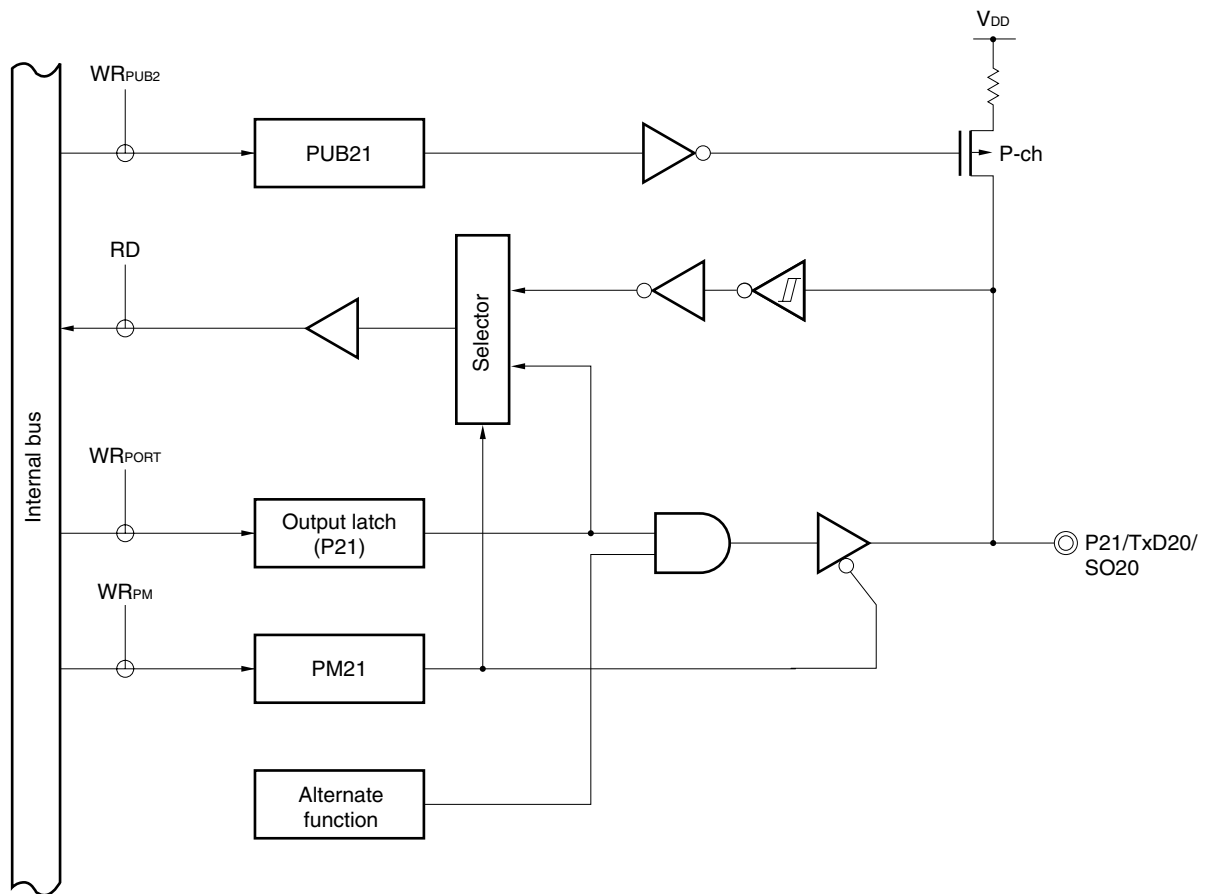 VDD
WRPUB2
PUB21
P-ch
RD
Selector
Internal bus
WRPORT
Output latch
(P21)
P21/TxD20/
SO20
WRPM
PM21
Alternate
function